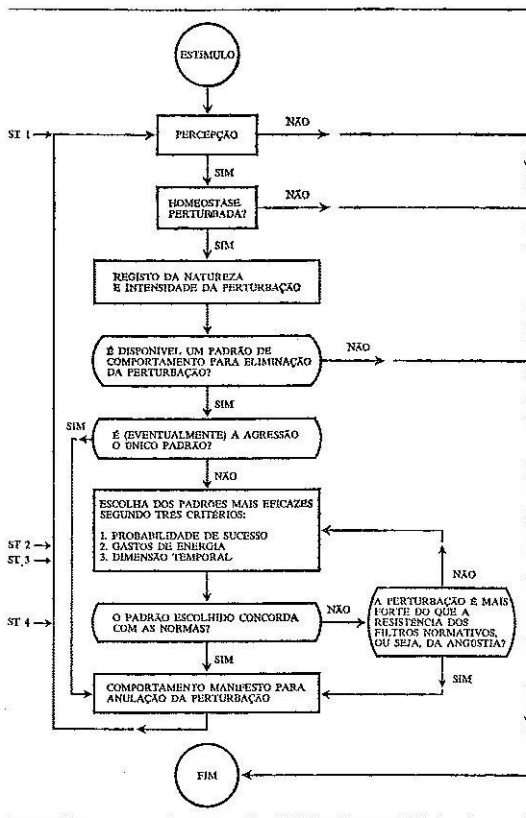 ESTÍMULO
ST 1
PERCEPÇÃO
NÃO
SIM
HOMEOSTASE
PERTURBADA?
NÃO
SIM
REGISTO DA NATUREZA
E INTENSIDADE DA PERTURBAÇÃO
É DISPONÍVEL UM PADRÃO DE
COMPORTAMENTO PARA ELIMINAÇÃO
DA PERTURBAÇÃO?
NÃO
SIM
SIM
É (EVENTUALMENTE) A AGRESSÃO
O ÚNICO PADRÃO?
NÃO
ESCOLHA DOS PADRÕES MAIS EFICAZES
SEGUNDO TRÊS CRITÉRIOS:
1. PROBABILIDADE DE SUCESSO
2. GASTOS DE ENERGIA
3. DIMENSÃO TEMPORAL
ST 2
ST 3
NÃO
ST 4
O PADRÃO ESCOLHIDO CONCORDA
COM AS NORMAS?
NÃO
A PERTURBAÇÃO É MAIS
FORTE DO QUE A
RESISTÊNCIA DOS
FILTROS NORMATIVOS,
OU SEJA, DA ANGÚSTIA?
SIM
SIM
COMPORTAMENTO MANIFESTO PARA
ANULAÇÃO DA PERTURBAÇÃO
FIM